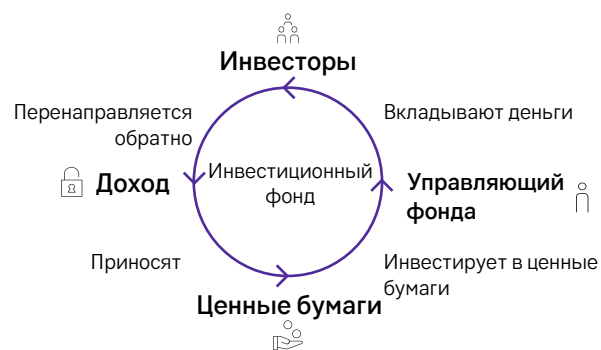 Инвесторы
Перенаправляется
обратно
Вкладывают деньги
Доход
Инвестиционный
фонд
Управляющий
фонда
Приносят
Инвестирует в ценные
бумаги
Ценные бумаги